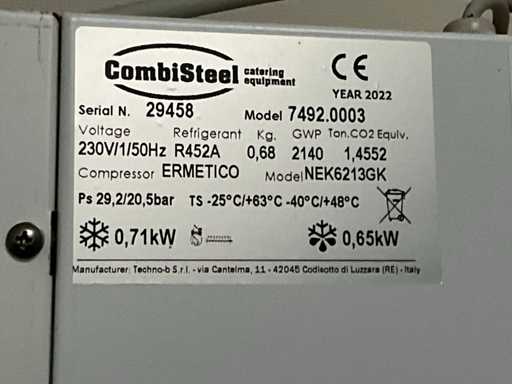 CombiSteel catering equipment
CE
YEAR 2022
Serial N. 29458 Model 7492.0003
Voltage Refrigerant Kg. GWP Ton.CO2 Equiv.
230V/1/50Hz R452A 0,68 2140 1,4552
Compressor ERMETICO Model NEK6213GK
Ps 29,2/20,5bar TS -25°C/+63°C -40°C/+48°C
0,71kW 0,65kW
Manufacturer: Techno-b S.r.l. - via Cantelma, 11 - 42045 Codisotto di Luzzara (RE) - Italy